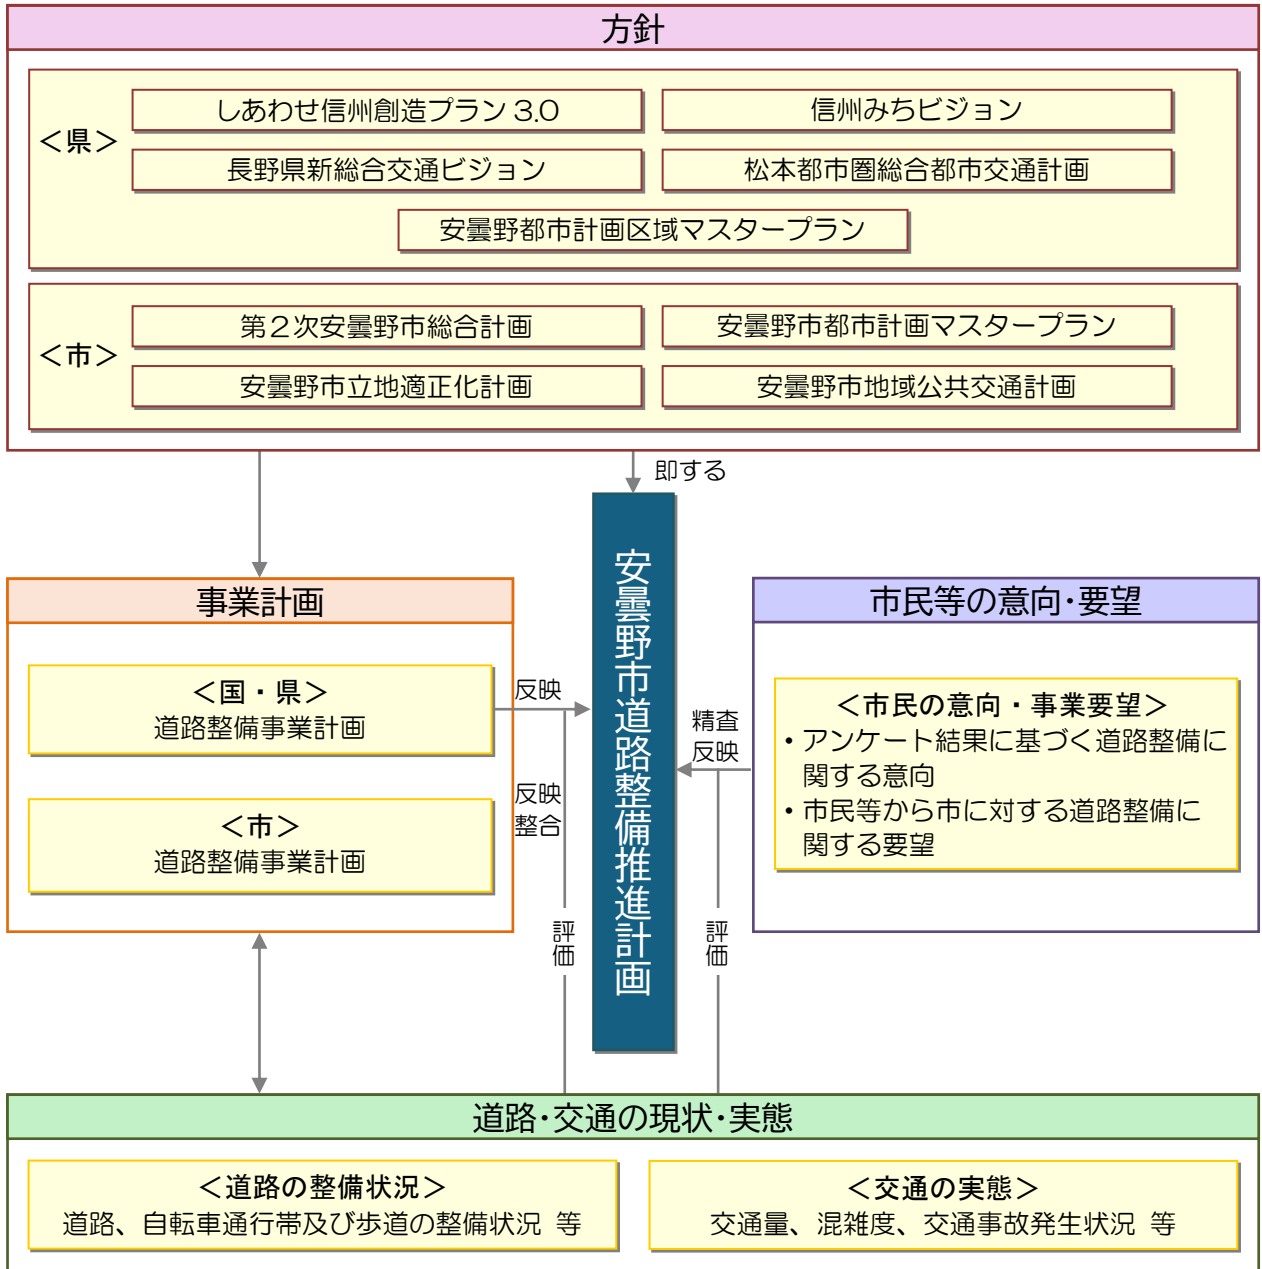 方針
<県>
しあわせ信州創造プラン 3.0
信州みちビジョン
長野県新総合交通ビジョン
松本都市圏総合都市交通計画
安曇野都市計画区域マスタープラン
<市>
第２次安曇野市総合計画
安曇野市都市計画マスタープラン
安曇野市立地適正化計画
安曇野市地域公共交通計画
即する
事業計画
<国・県>
道路整備事業計画
<市>
道路整備事業計画
反映
反映
整合
評価
安曇野市道路整備推進計画
精査
反映
評価
市民等の意向・要望
<市民の意向・事業要望>
・アンケート結果に基づく道路整備に
関する意向
・市民等から市に対する道路整備に
関する要望
道路・交通の現状・実態
<道路の整備状況>
道路、自転車通行帯及び歩道の整備状況 等
<交通の実態>
交通量、混雑度、交通事故発生状況 等